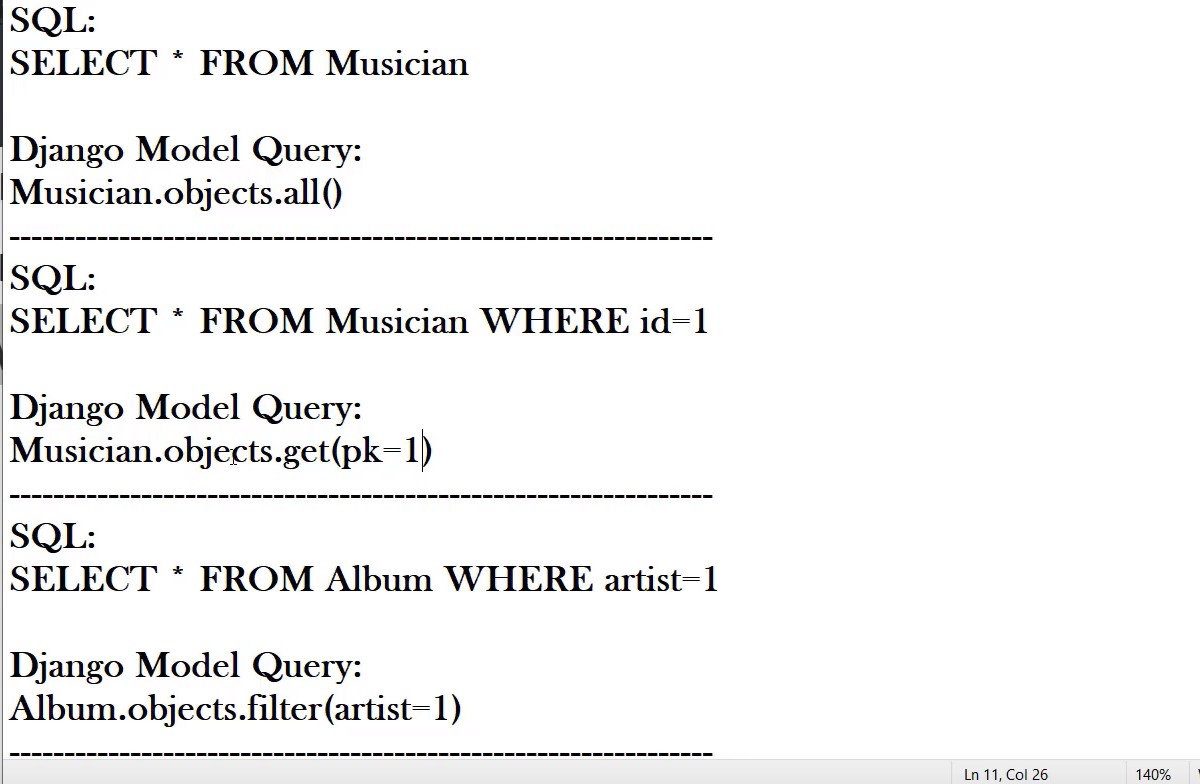 SQL:
SELECT * FROM Musician
Django Model Query:
Musician.objects.all()
----------------------------------------------------------------
SQL:
SELECT * FROM Musician WHERE id=1
Django Model Query:
Musician.objects.get(pk=1)
----------------------------------------------------------------
SQL:
SELECT * FROM Album WHERE artist=1
Django Model Query:
Album.objects.filter(artist=1)
----------------------------------------------------------------
Ln 11, Col 26 140%